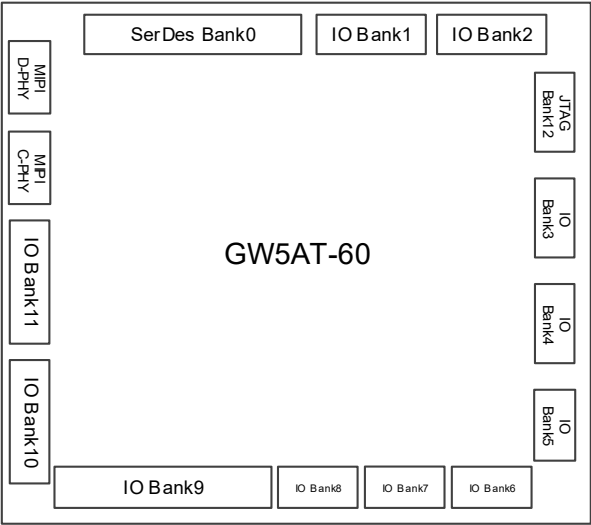 SerDes Bank0
IO Bank1
IO Bank2
MIPI
D-PHY
MIPI
C-PHY
IO Bank11
IO Bank10
GW5AT-60
JTAG
Bank12
IO
Bank3
IO
Bank4
IO
Bank5
IO Bank9
IO Bank8
IO Bank7
IO Bank6